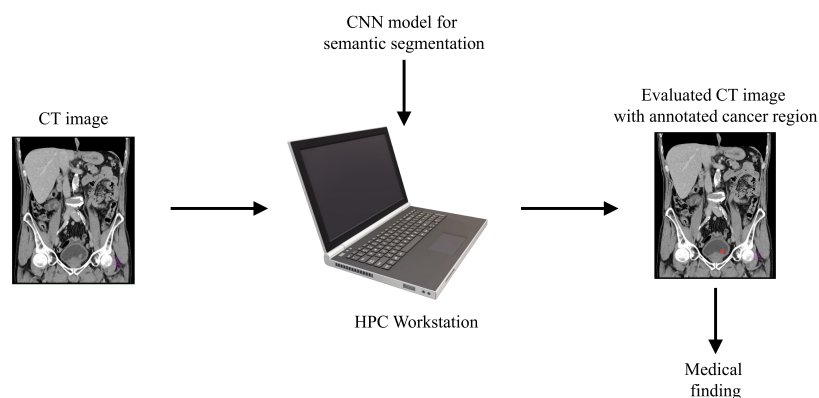 CNN model for
semantic segmentation
CT image
Evaluated CT image
with annotated cancer region
HPC Workstation
Medical
finding